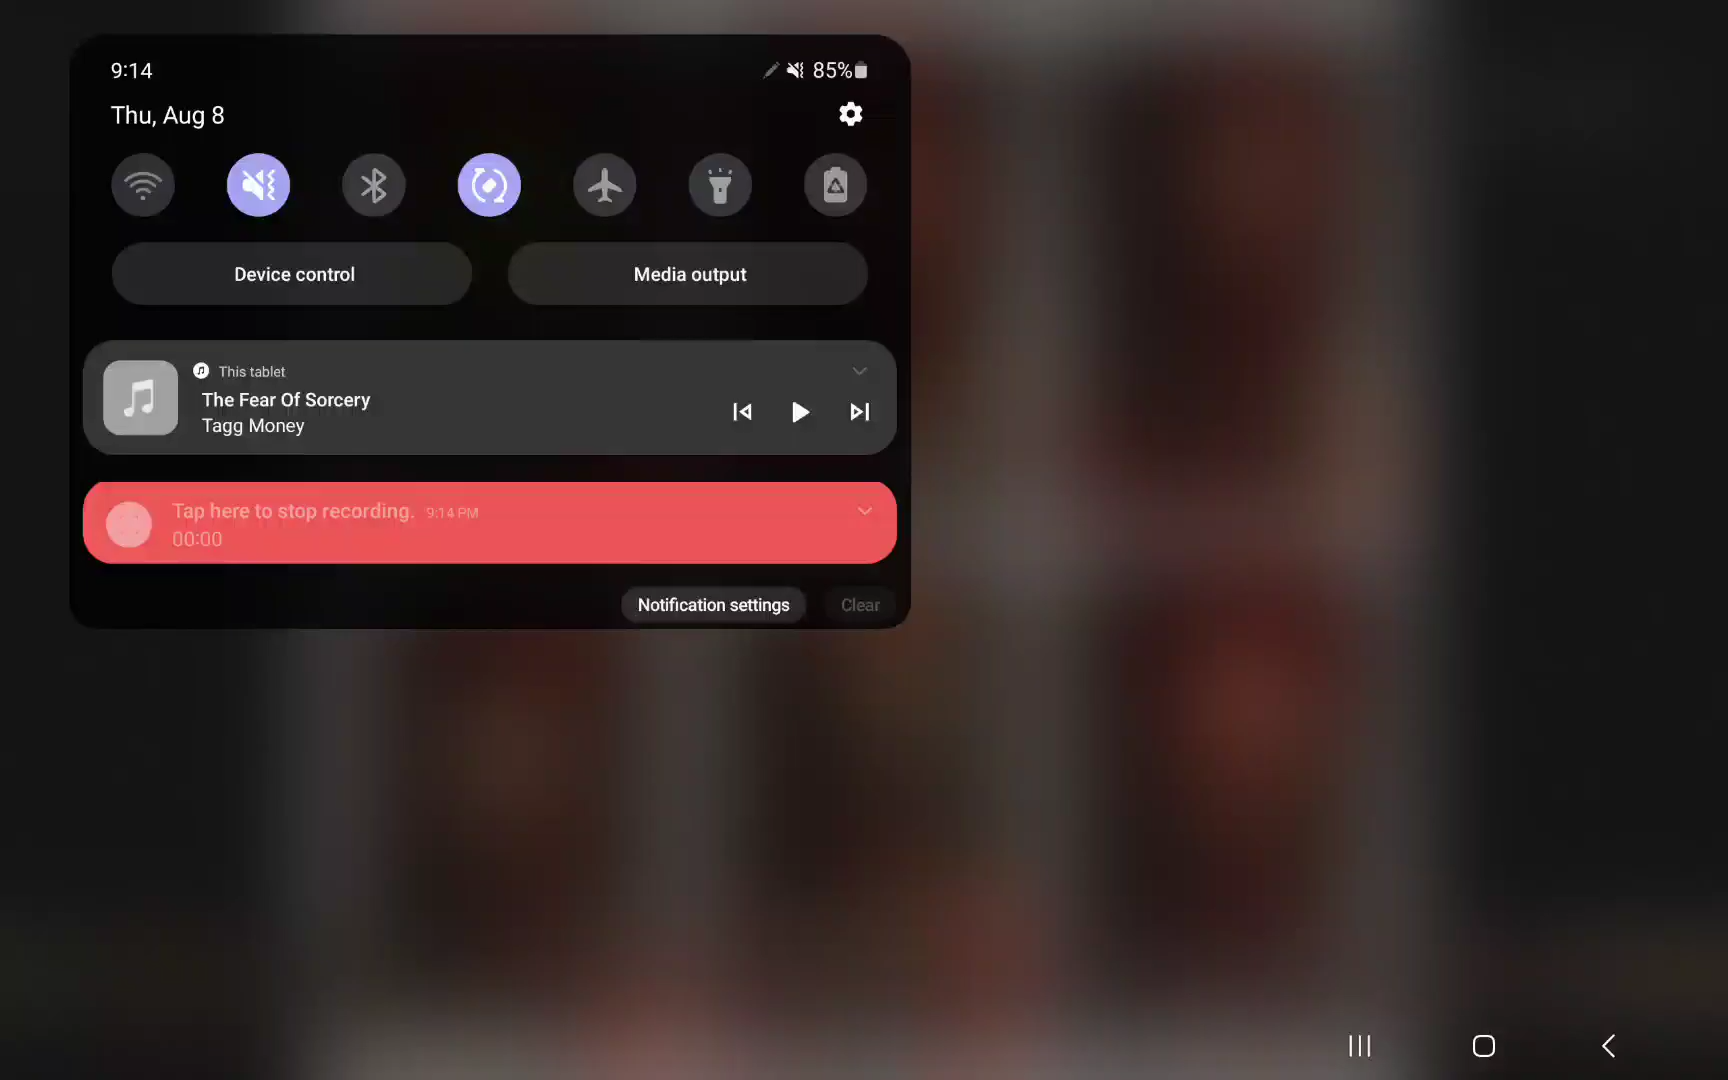 9:14
85%
Thu, Aug 8
Device control
Media output
This tablet
The Fear Of Sorcery
Tagg Money
Tap here to stop recording. 9:14 PM
00:00
Notification settings
Clear